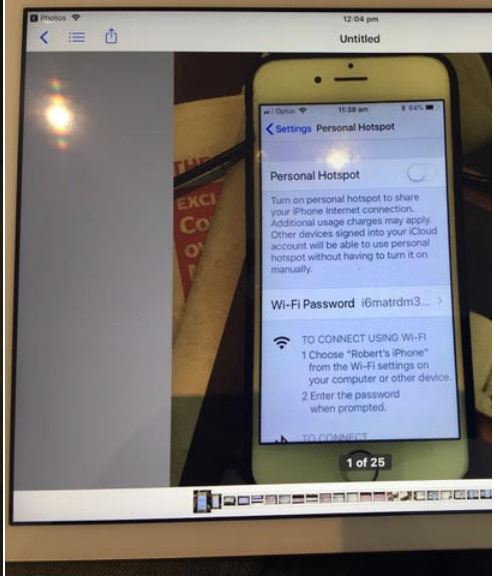 Photos
12:04 pm
Untitled
Optus
11:38 am
64%
Settings Personal Hotspot
Personal Hotspot
Turn on personal hotspot to share
your iPhone Internet connection.
Additional usage charges may apply.
Other devices signed into your iCloud
account will be able to use personal
hotspot without having to turn it on
manually.
Wi-Fi Password i6matrdm3...
TO CONNECT USING WI-FI
1 Choose “Robert’s iPhone”
from the Wi-Fi settings on
your computer or other device.
2 Enter the password
when prompted.
TO CONNECT
THE
EXCL
Co
1 of 25